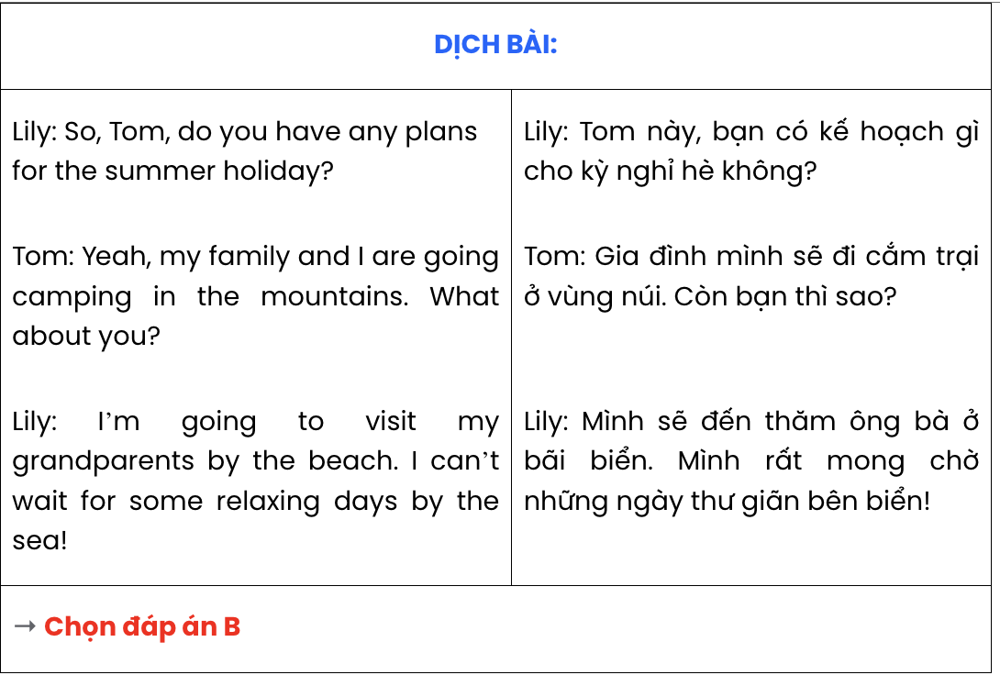 DỊCH BÀI:
Lily: So, Tom, do you have any plans
for the summer holiday?
Tom: Yeah, my family and I are going
camping in the mountains. What
about you?
Lily: I’m going to visit my
grandparents by the beach. I can’t
wait for some relaxing days by the
sea!
Lily: Tom này, bạn có kế hoạch gì
cho kỳ nghỉ hè không?
Tom: Gia đình mình sẽ đi cắm trại
ở vùng núi. Còn bạn thì sao?
Lily: Mình sẽ đến thăm ông bà ở
bãi biển. Mình rất mong chờ
những ngày thư giãn bên biển!
→ Chọn đáp án B